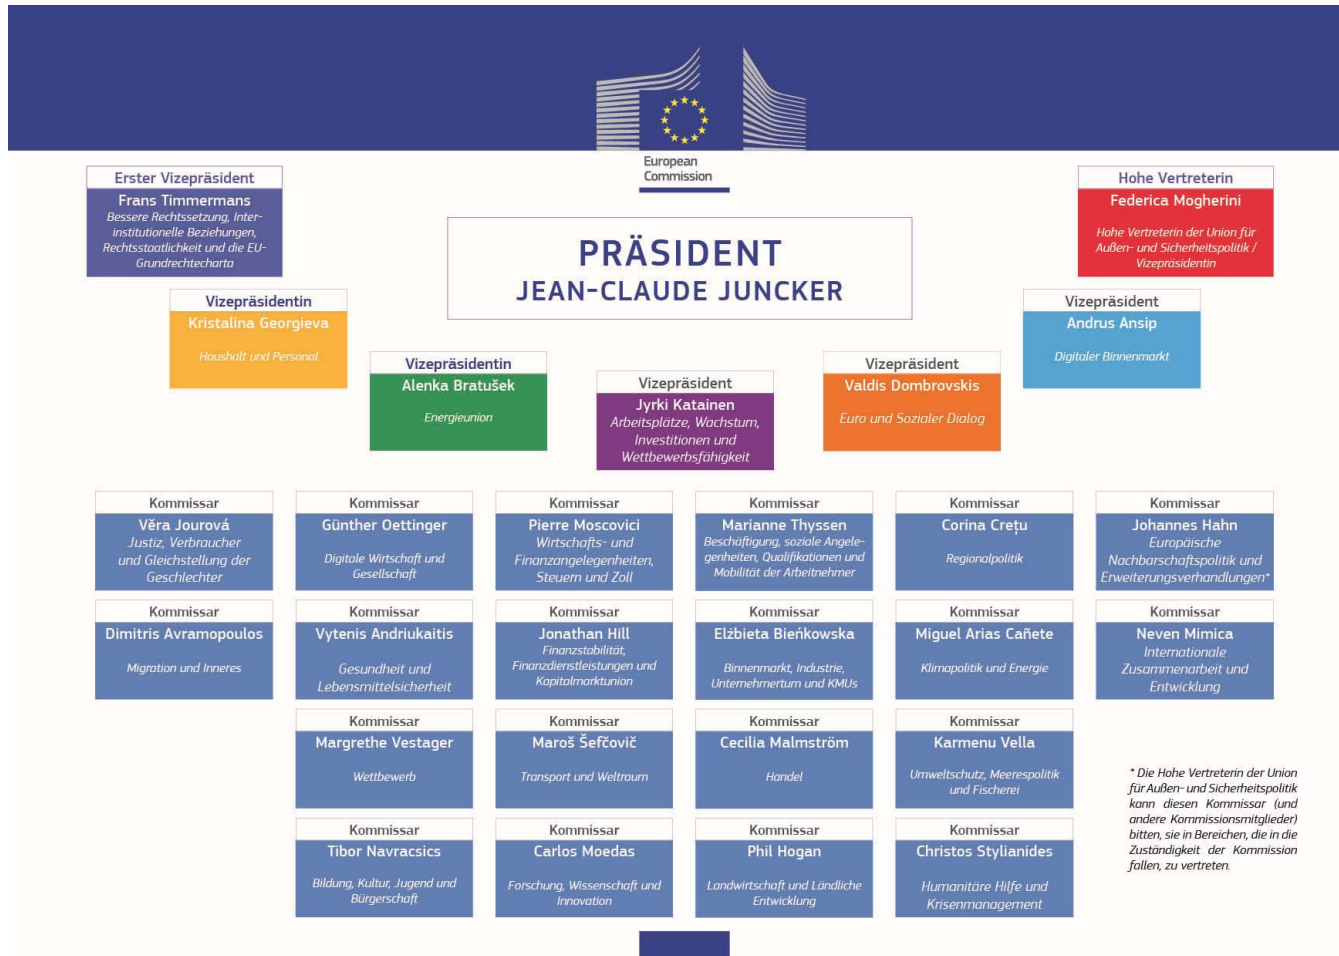 European
Commission
Erster Vizepräsident
Frans Timmermans
Bessere Rechtssetzung, Inter-
institutionelle Beziehungen,
Rechtsstaatlichkeit und die EU-
Grundrechtecharta
Hohe Vertreterin
Federica Mogherini
Hohe Vertreterin der Union für
Außen- und Sicherheitspolitik /
Vizepräsidentin
PRÄSIDENT
JEAN-CLAUDE JUNCKER
Vizepräsidentin
Kristalina Georgieva
Haushalt und Personal
Vizepräsident
Andrus Ansip
Digitaler Binnenmarkt
Vizepräsidentin
Alenka Bratušek
Energieunion
Vizepräsident
Jyrki Katainen
Arbeitsplätze, Wachstum,
Investitionen und
Wettbewerbsfähigkeit
Vizepräsident
Valdis Dombrovskis
Euro und Sozialer Dialog
Kommissar
Věra Jourová
Justiz, Verbraucher
und Gleichstellung der
Geschlechter
Kommissar
Günther Oettinger
Digitale Wirtschaft und
Gesellschaft
Kommissar
Pierre Moscovici
Wirtschafts- und
Finanzangelegenheiten,
Steuern und Zoll
Kommissar
Marianne Thyssen
Beschäftigung, soziale Angele-
genheiten, Qualifikationen und
Mobilität der Arbeitnehmer
Kommissar
Corina Crețu
Regionalpolitik
Kommissar
Johannes Hahn
Europäische
Nachbarschaftspolitik und
Erweiterungsverhandlungen*
Kommissar
Dimitris Avramopoulos
Migration und Inneres
Kommissar
Vytenis Andriukaitis
Gesundheit und
Lebensmittelsicherheit
Kommissar
Jonathan Hill
Finanzstabilität,
Finanzdienstleistungen und
Kapitalmarktunion
Kommissar
Elżbieta Bieńkowska
Binnenmarkt, Industrie,
Unternehmertum und KMUs
Kommissar
Miguel Arias Cañete
Klimapolitik und Energie
Kommissar
Neven Mimica
Internationale
Zusammenarbeit und
Entwicklung
Kommissar
Margrethe Vestager
Wettbewerb
Kommissar
Maroš Šefčovič
Transport und Weltraum
Kommissar
Cecilia Malmström
Handel
Kommissar
Karmenu Vella
Umweltschutz, Meerespolitik
und Fischerei
Kommissar
Tibor Navracsics
Bildung, Kultur, Jugend und
Bürgerschaft
Kommissar
Carlos Moedas
Forschung, Wissenschaft und
Innovation
Kommissar
Phil Hogan
Landwirtschaft und Ländliche
Entwicklung
Kommissar
Christos Stylianides
Humanitäre Hilfe und
Krisenmanagement
* Die Hohe Vertreterin der Union
für Außen- und Sicherheitspolitik
kann diesen Kommissar (und
andere Kommissionsmitglieder)
bitten, sie in Bereichen, die in die
Zuständigkeit der Kommission
fallen, zu vertreten.